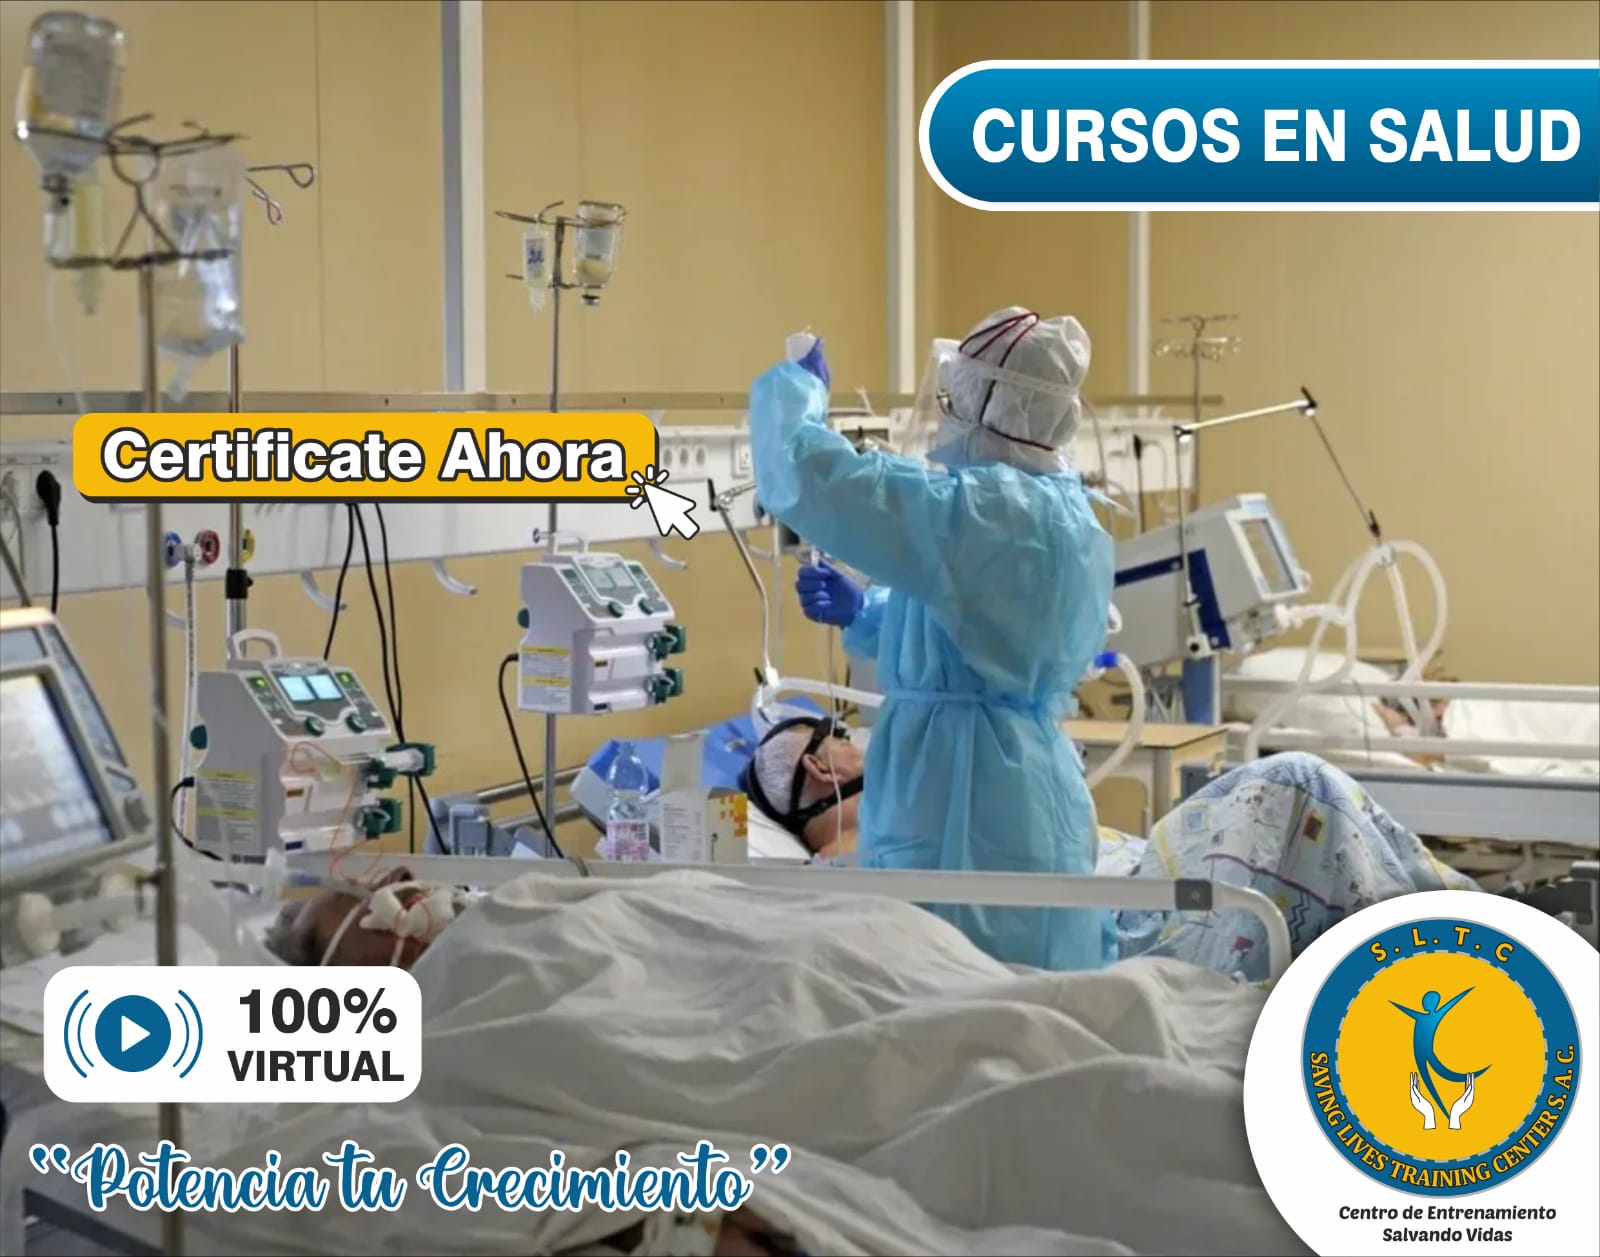 CURSOS EN SALUD
Certificate Ahora
100%
VIRTUAL
“Potencia tu Crecimiento”
S. L. T. C
SAVING LIVES TRAINING CENTER S. A. C.
Centro de Entrenamiento
Salvando Vidas